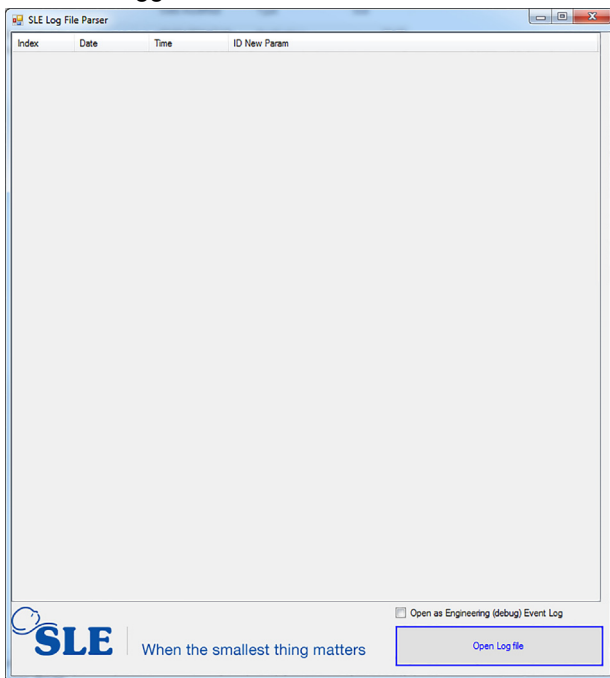 SLE Log File Parser
Index Date Time ID New Param
Open as Engineering (debug) Event Log
SLE When the smallest thing matters
Open Log file